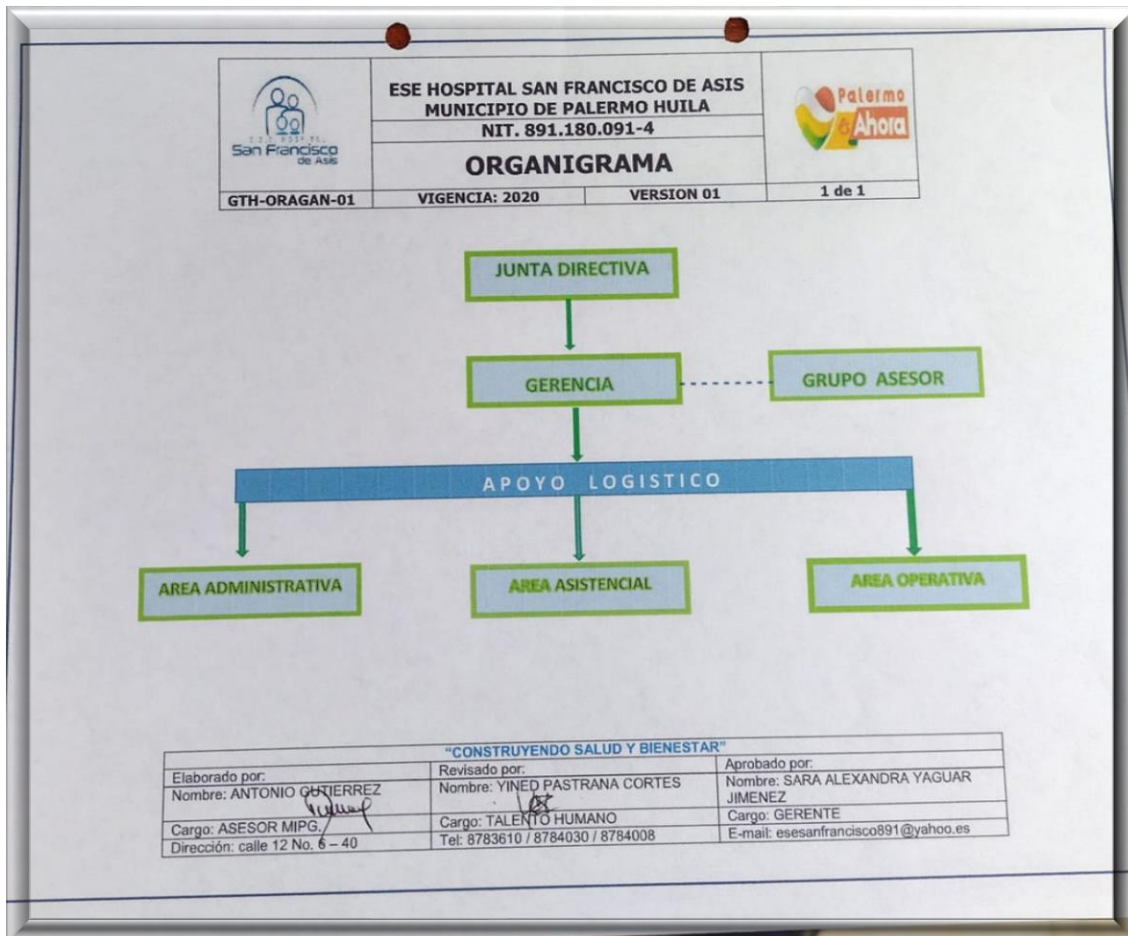 E.S.E. HOSPITAL
San Francisco
de Asis
ESE HOSPITAL SAN FRANCISCO DE ASIS
MUNICIPIO DE PALERMO HUILA
NIT. 891.180.091-4
ORGANIGRAMA
Palermo
es Ahora
GTH-ORAGAN-01
VIGENCIA: 2020
VERSION 01
1 de 1
JUNTA DIRECTIVA
GERENCIA
GRUPO ASESOR
APOYO LOGISTICO
AREA ADMINISTRATIVA
AREA ASISTENCIAL
AREA OPERATIVA
"CONSTRUYENDO SALUD Y BIENESTAR"
Elaborado por:
Nombre: ANTONIO GUTIERREZ
Cargo: ASESOR MIPG.
Dirección: calle 12 No. 6 – 40
Revisado por:
Nombre: YINED PASTRANA CORTES
Cargo: TALENTO HUMANO
Tel: 8783610 / 8784030 / 8784008
Aprobado por:
Nombre: SARA ALEXANDRA YAGUAR
JIMENEZ
Cargo: GERENTE
E-mail: esesanfrancisco891@yahoo.es